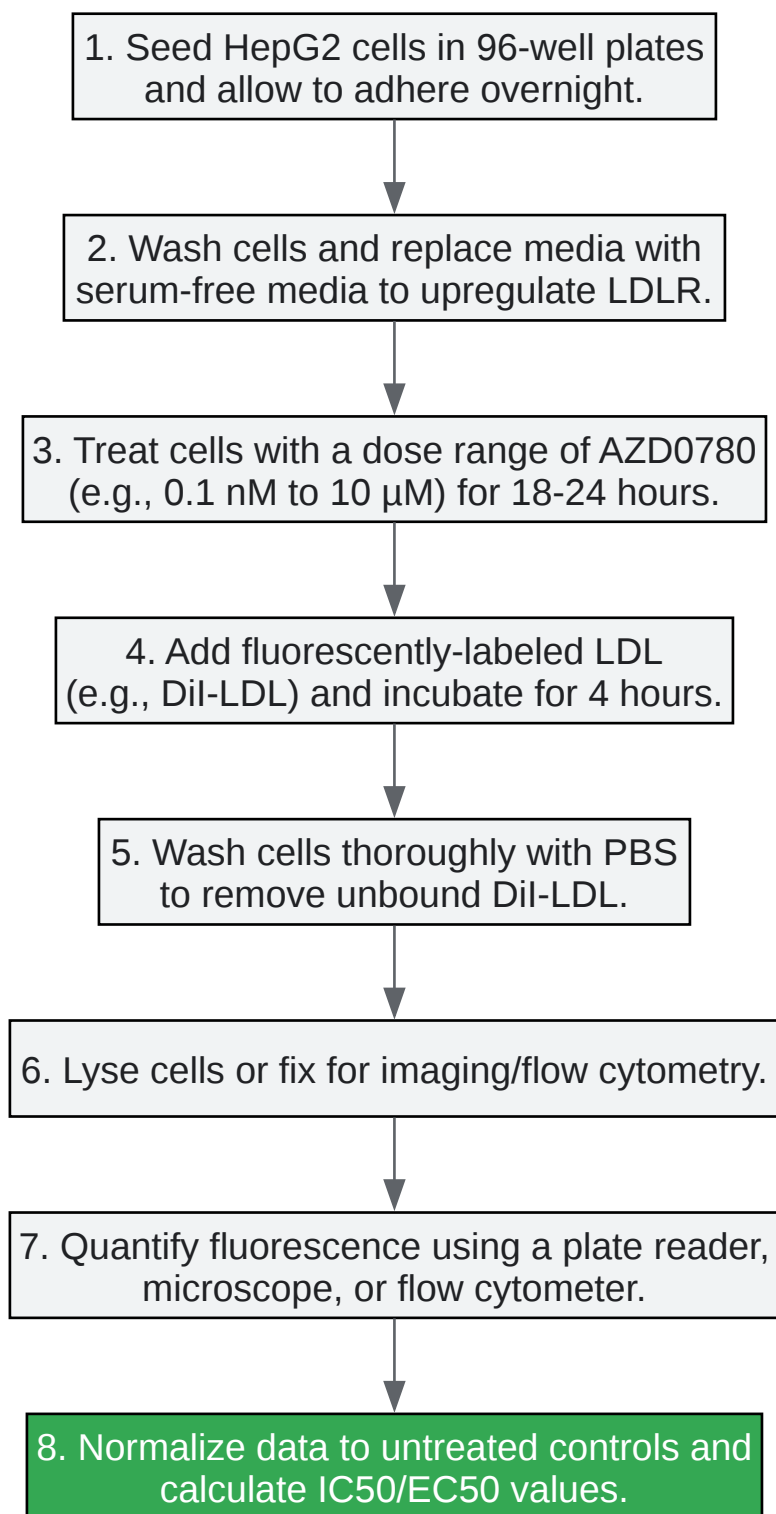 1. Seed HepG2 cells in 96-well plates
and allow to adhere overnight.
2. Wash cells and replace media with
serum-free media to upregulate LDLR.
3. Treat cells with a dose range of AZD0780
(e.g., 0.1 nM to 10 µM) for 18-24 hours.
4. Add fluorescently-labeled LDL
(e.g., DiI-LDL) and incubate for 4 hours.
5. Wash cells thoroughly with PBS
to remove unbound DiI-LDL.
6. Lyse cells or fix for imaging/flow cytometry.
7. Quantify fluorescence using a plate reader,
microscope, or flow cytometer.
8. Normalize data to untreated controls and
calculate IC50/EC50 values.